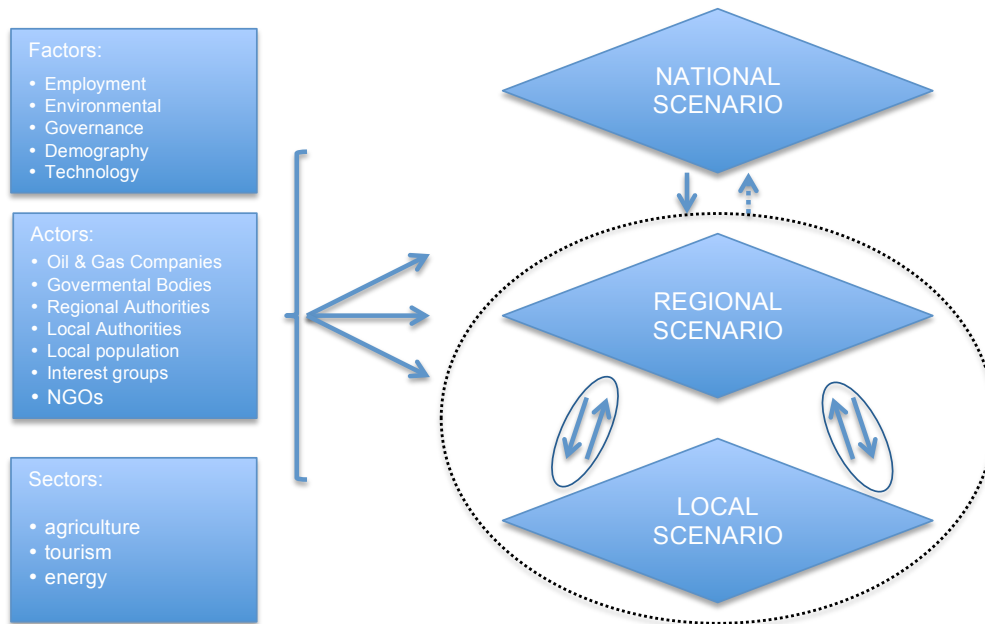 Factors:
• Employment
• Environmental
• Governance
• Demography
• Technology
Actors:
• Oil & Gas Companies
• Govermental Bodies
• Regional Authorities
• Local Authorities
• Local population
• Interest groups
• NGOs
Sectors:
• agriculture
• tourism
• energy
NATIONAL
SCENARIO
REGIONAL
SCENARIO
LOCAL
SCENARIO